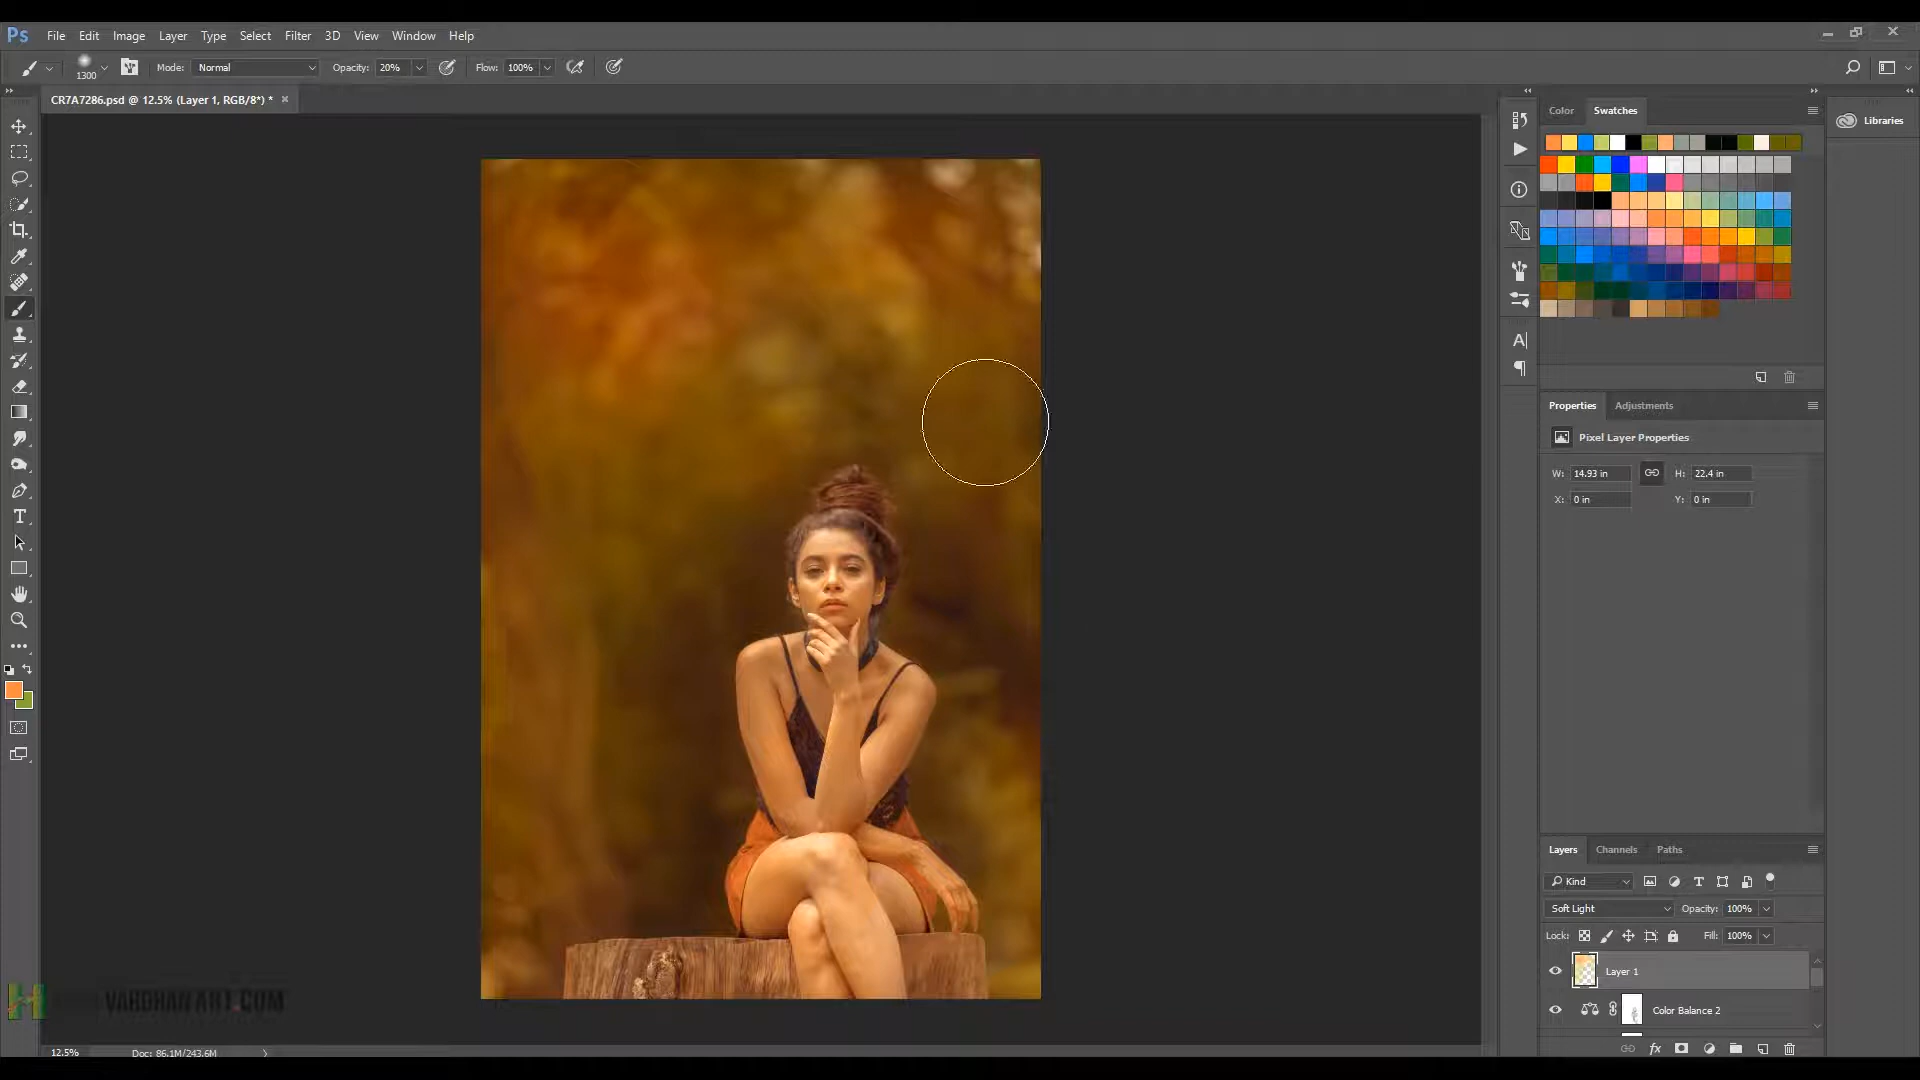 Ps File Edit Image Layer Type Select Filter 3D View Window Help
1300 Mode: Normal Opacity: 20% Flow: 100%
CR7A7286.psd @ 12.5% (Layer 1, RGB/8*) * ×
Color Swatches
Libraries
Properties Adjustments
Pixel Layer Properties
W: 14.93 in H: 22.4 in
X: 0 in Y: 0 in
Layers Channels Paths
Kind
Soft Light Opacity: 100%
Lock: Fill: 100%
Layer 1
Color Balance 2
VARDHANART.COM
12.5% Doc: 86.1M/243.6M